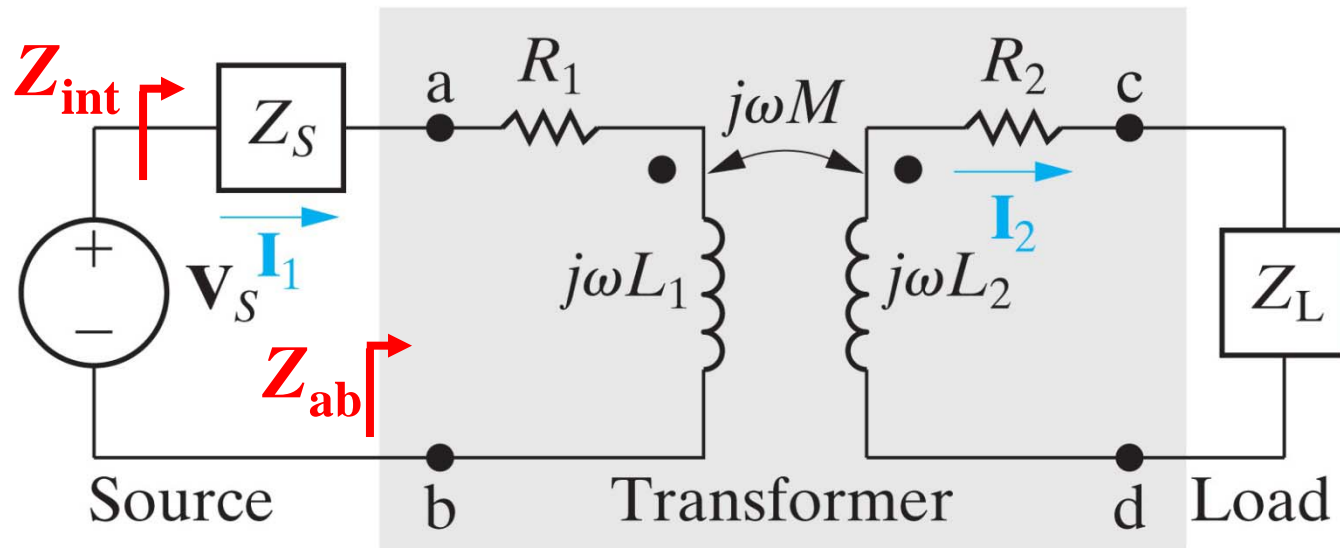 Z_int
Z_S
a
R_1
jωM
R_2
c
+
−
V_S
I_1
jωL_1
jωL_2
I_2
Z_L
Z_ab
Source
b
Transformer
d
Load